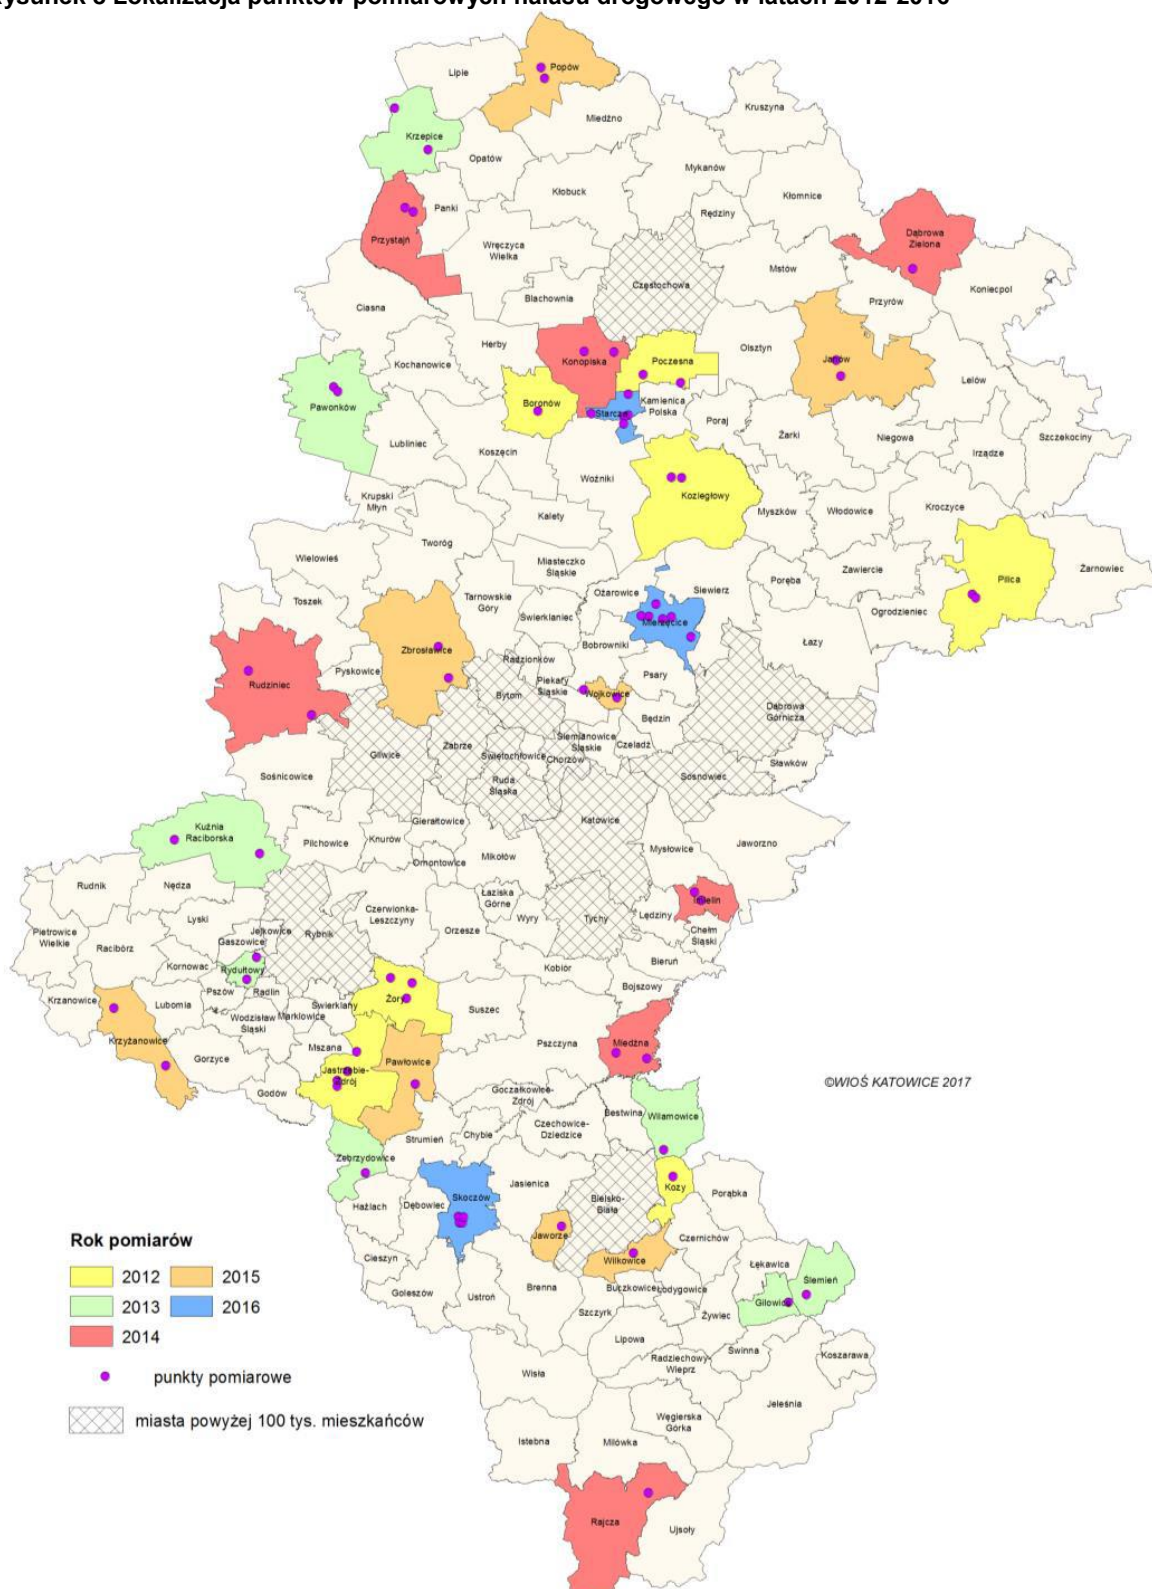 Rysunek 8 Lokalizacja punktów pomiarowych hałasu drogowego w latach 2012-2016
Lipie
Popów
Miedźno
Kruszyna
Krzepice
Opatów
Mykanów
Kłobuck
Kłomnice
Panki
Rędziny
Przystajń
Wręczyca
Wielka
Dąbrowa
Zielona
Mstów
Częstochowa
Koniecpol
Blachownia
Przyrów
Ciasna
Herby
Olsztyn
Kochanowice
Konopiska
Poczesna
Janów
Lelów
Pawonków
Boronów
Starcza
Kamienica
Polska
Poraj
Żarki
Niegowa
Szczekociny
Lubliniec
Koszęcin
Irządze
Woźniki
Koziegłowy
Krupski
Młyn
Kalety
Myszków
Włodowice
Kroczyce
Tworóg
Wielowieś
Miasteczko
Śląskie
Poręba
Zawiercie
Pilica
Żarnowiec
Toszek
Tarnowskie
Góry
Ożarowice
Siewierz
Świerklaniec
Mierzęcice
Ogrodzieniec
Zbrosławice
Bobrowniki
Łazy
Radzionków
Pyskowice
Rudziniec
Piekary
Śląskie
Psary
Bytom
Wojkowice
Będzin
Dąbrowa
Górnicza
Siemianowice
Śląskie
Czeladź
Zabrze
Gliwice
Świętochłowice
Chorzów
Sławków
Sośnicowice
Ruda
Śląska
Sosnowiec
Kuźnia
Raciborska
Gierałtowice
Katowice
Pilchowice
Knurów
Mysłowice
Jaworzno
Ornontowice
Mikołów
Rudnik
Nędza
Łaziska
Górne
Imielin
Czerwionka-
Leszczyny
Wyry
Tychy
Lędziny
Lyski
Orzesze
Chełm
Śląski
Pietrowice
Wielkie
Jejkowice
Rybnik
Gaszowice
Racibórz
Bieruń
Kornowac
Rydułtowy
Kobiór
Bojszowy
Krzanowice
Pszów
Radlin
Żory
Lubomia
Świerklany
Suszec
Wodzisław
Śląski
Marklowice
Krzyżanowice
Mszana
Pszczyna
Miedźna
Gorzyce
Pawłowice
Jastrzębie-
Zdrój
©WIOŚ KATOWICE 2017
Godów
Goczałkowice-
Zdrój
Bestwina
Wilamowice
Strumień
Chybie
Czechowice-
Dziedzice
Zebrzydowice
Jasienica
Kozy
Porąbka
Hażlach
Dębowiec
Skoczów
Bielsko-
Biała
Jaworze
Czernichów
Rok pomiarów
Cieszyn
Wilkowice
Łękawica
Ślemień
2012
2015
Goleszów
Ustroń
Brenna
Buczkowice
Łodygowice
2013
2016
Gilowice
Szczyrk
Żywiec
2014
Lipowa
Radziechowy-
Wieprz
Świnna
Koszarawa
punkty pomiarowe
Wisła
miasta powyżej 100 tys. mieszkańców
Jeleśnia
Węgierska
Górka
Istebna
Milówka
Rajcza
Ujsoły